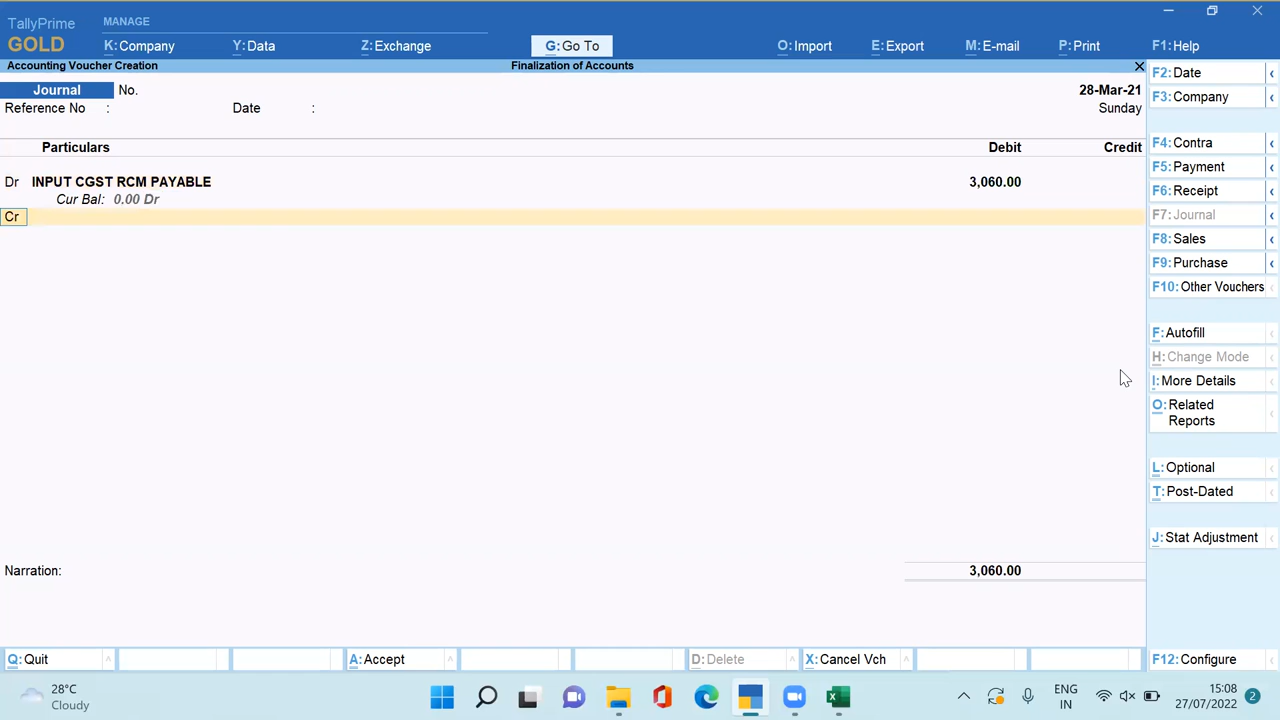 TallyPrime
GOLD
MANAGE
K:Company
Y:Data
Z:Exchange
G:Go To
O:Import
E:Export
M:E-mail
P:Print
F1:Help
Accounting Voucher Creation
Finalization of Accounts
Journal No.
28-Mar-21
Reference No :
Date :
Sunday
Particulars
Debit
Credit
Dr INPUT CGST RCM PAYABLE
3,060.00
Cur Bal: 0.00 Dr
Cr
Narration:
3,060.00
F2:Date
F3:Company
F4:Contra
F5:Payment
F6:Receipt
F7:Journal
F8:Sales
F9:Purchase
F10:Other Vouchers
F:Autofill
H:Change Mode
I:More Details
O:Related
Reports
L:Optional
T:Post-Dated
J:Stat Adjustment
Q:Quit
A:Accept
D:Delete
X:Cancel Vch
F12:Configure
28°C
Cloudy
ENG
IN
15:08
27/07/2022
2